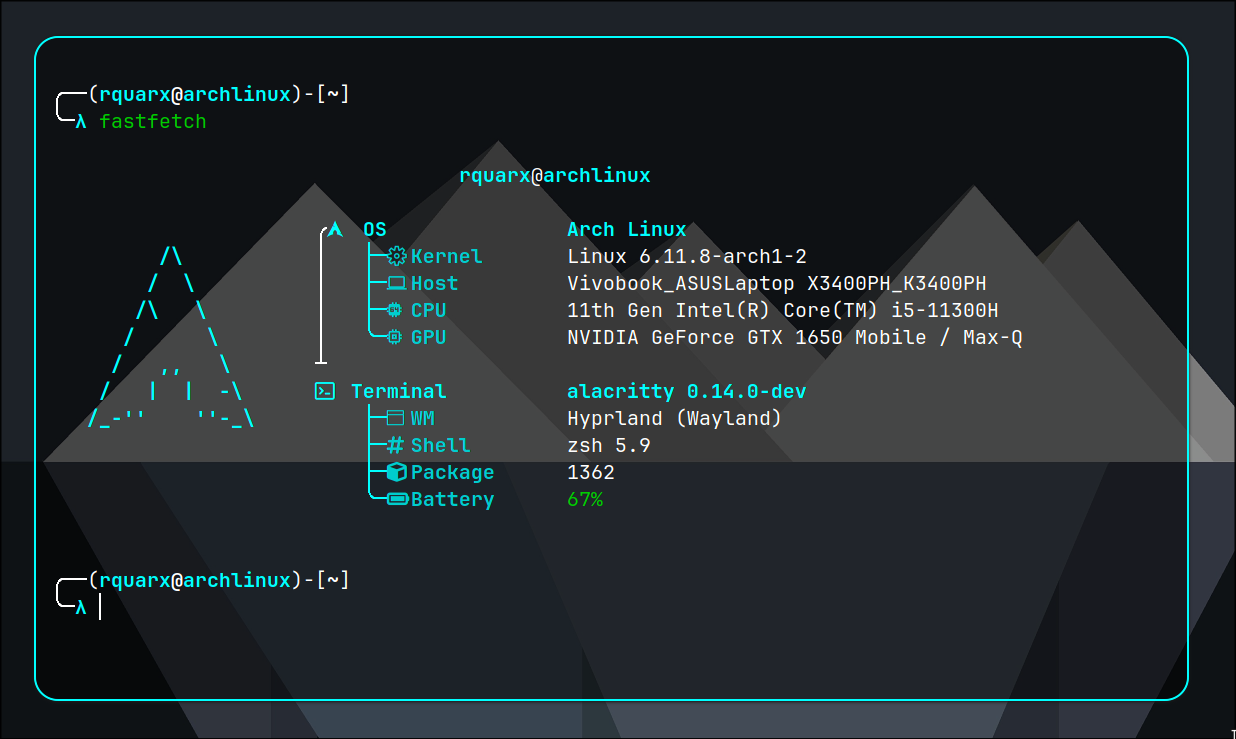 (rquarx@archlinux)-[~]
λ fastfetch
rquarx@archlinux
OS Arch Linux
Kernel Linux 6.11.8-arch1-2
Host Vivobook_ASUSLaptop X3400PH_K3400PH
CPU 11th Gen Intel(R) Core(TM) i5-11300H
GPU NVIDIA GeForce GTX 1650 Mobile / Max-Q
Terminal alacritty 0.14.0-dev
WM Hyprland (Wayland)
Shell zsh 5.9
Package 1362
Battery 67%
(rquarx@archlinux)-[~]
λ